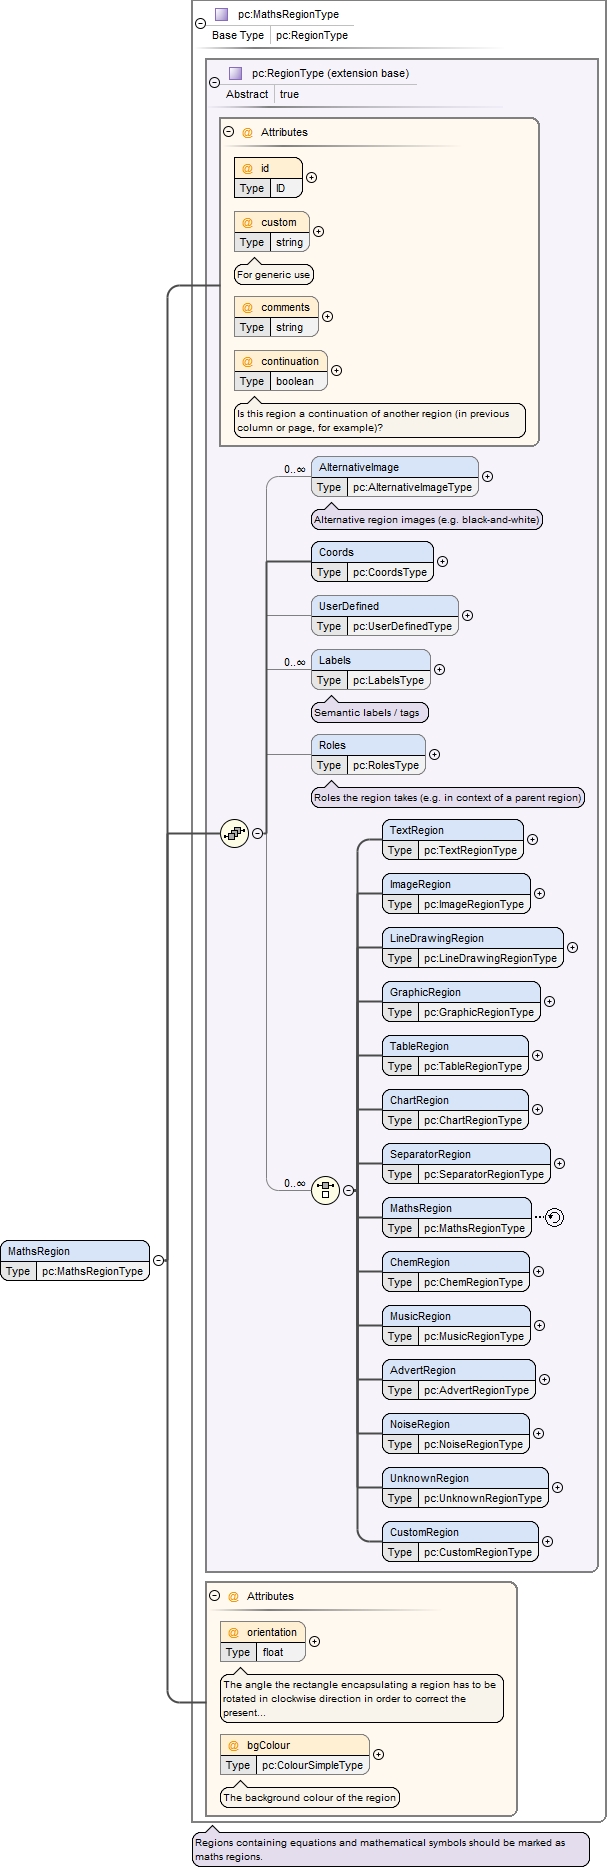 pc:MathsRegionType
Base Type pc:RegionType
pc:RegionType (extension base)
Abstract true
@ Attributes
@ id
Type ID
@ custom
Type string
For generic use
@ comments
Type string
@ continuation
Type boolean
Is this region a continuation of another region (in previous
column or page, for example)?
0..∞
AlternativeImage
Type pc:AlternativeImageType
Alternative region images (e.g. black-and-white)
Coords
Type pc:CoordsType
UserDefined
Type pc:UserDefinedType
0..∞
Labels
Type pc:LabelsType
Semantic labels / tags
Roles
Type pc:RolesType
Roles the region takes (e.g. in context of a parent region)
TextRegion
Type pc:TextRegionType
ImageRegion
Type pc:ImageRegionType
LineDrawingRegion
Type pc:LineDrawingRegionType
GraphicRegion
Type pc:GraphicRegionType
TableRegion
Type pc:TableRegionType
ChartRegion
Type pc:ChartRegionType
SeparatorRegion
Type pc:SeparatorRegionType
0..∞
MathsRegion
Type pc:MathsRegionType
MathsRegion
Type pc:MathsRegionType
ChemRegion
Type pc:ChemRegionType
MusicRegion
Type pc:MusicRegionType
AdvertRegion
Type pc:AdvertRegionType
NoiseRegion
Type pc:NoiseRegionType
UnknownRegion
Type pc:UnknownRegionType
CustomRegion
Type pc:CustomRegionType
@ Attributes
@ orientation
Type float
The angle the rectangle encapsulating a region has to be
rotated in clockwise direction in order to correct the
present...
@ bgColour
Type pc:ColourSimpleType
The background colour of the region
Regions containing equations and mathematical symbols should be marked as
maths regions.